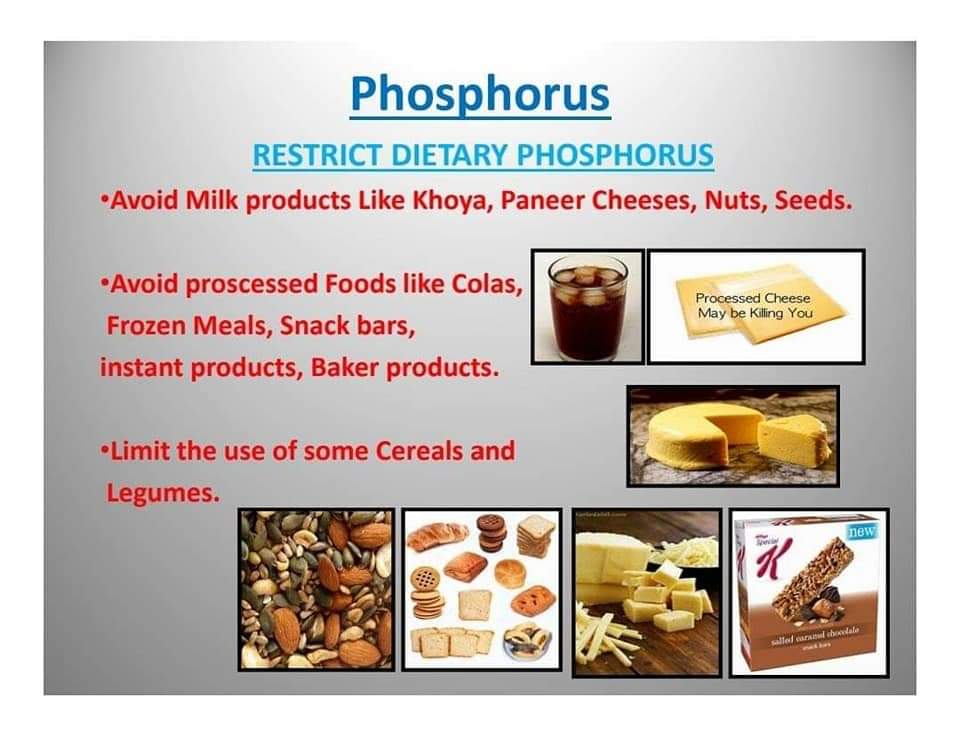 Phosphorus
RESTRICT DIETARY PHOSPHORUS
•Avoid Milk products Like Khoya, Paneer Cheeses, Nuts, Seeds.
•Avoid proscessed Foods like Colas,
Frozen Meals, Snack bars,
instant products, Baker products.
Processed Cheese
May be Killing You
•Limit the use of some Cereals and
Legumes.
new
Special
K
salted caramel chocolate
snack bars